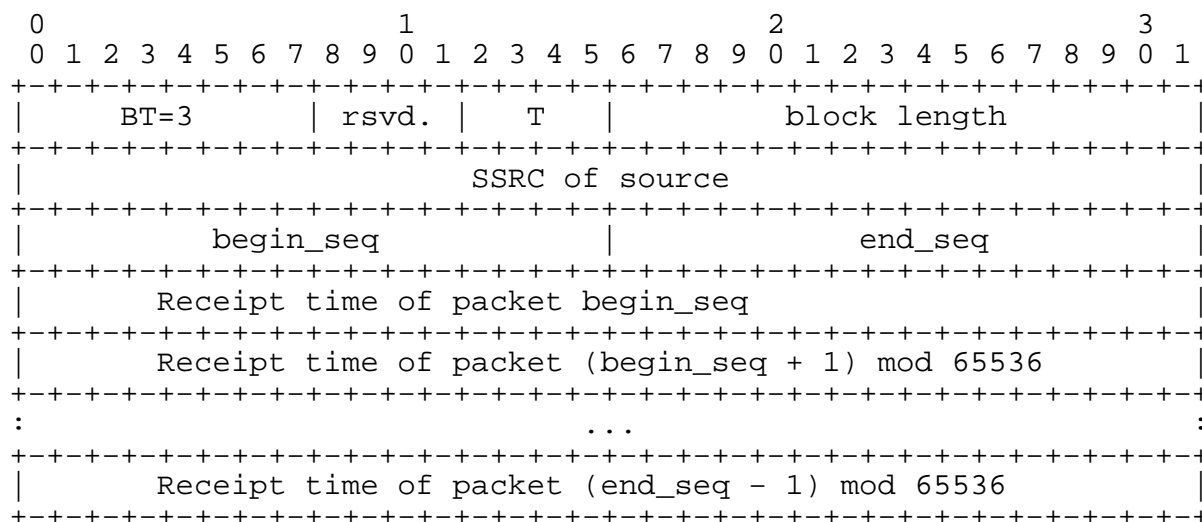 0                   1                   2                   3
 0 1 2 3 4 5 6 7 8 9 0 1 2 3 4 5 6 7 8 9 0 1 2 3 4 5 6 7 8 9 0 1
+-+-+-+-+-+-+-+-+-+-+-+-+-+-+-+-+-+-+-+-+-+-+-+-+-+-+-+-+-+-+-+-+
|     BT=3      | rsvd. |   T   |         block length          |
+-+-+-+-+-+-+-+-+-+-+-+-+-+-+-+-+-+-+-+-+-+-+-+-+-+-+-+-+-+-+-+-+
|                        SSRC of source                         |
+-+-+-+-+-+-+-+-+-+-+-+-+-+-+-+-+-+-+-+-+-+-+-+-+-+-+-+-+-+-+-+-+
|          begin_seq            |             end_seq           |
+-+-+-+-+-+-+-+-+-+-+-+-+-+-+-+-+-+-+-+-+-+-+-+-+-+-+-+-+-+-+-+-+
|       Receipt time of packet begin_seq                        |
+-+-+-+-+-+-+-+-+-+-+-+-+-+-+-+-+-+-+-+-+-+-+-+-+-+-+-+-+-+-+-+-+
|       Receipt time of packet (begin_seq + 1) mod 65536        |
+-+-+-+-+-+-+-+-+-+-+-+-+-+-+-+-+-+-+-+-+-+-+-+-+-+-+-+-+-+-+-+-+
:                              ...                              :
+-+-+-+-+-+-+-+-+-+-+-+-+-+-+-+-+-+-+-+-+-+-+-+-+-+-+-+-+-+-+-+-+
|       Receipt time of packet (end_seq - 1) mod 65536          |
+-+-+-+-+-+-+-+-+-+-+-+-+-+-+-+-+-+-+-+-+-+-+-+-+-+-+-+-+-+-+-+-+